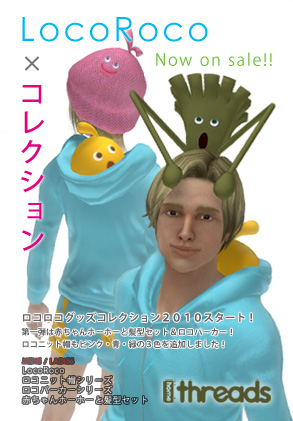 LocoRoco
Now on sale!!
×
コレクション
ロコロコグッズコレクション2010スタート！
第一弾は赤ちゃんホーホーと髪型セット＆ロコパーカー！
ロコニット帽もピンク・青・緑の3色を追加しました！
LocoRoco
ロコニット帽シリーズ
ロコパーカーシリーズ
赤ちゃんホーホーと髪型セット
threads